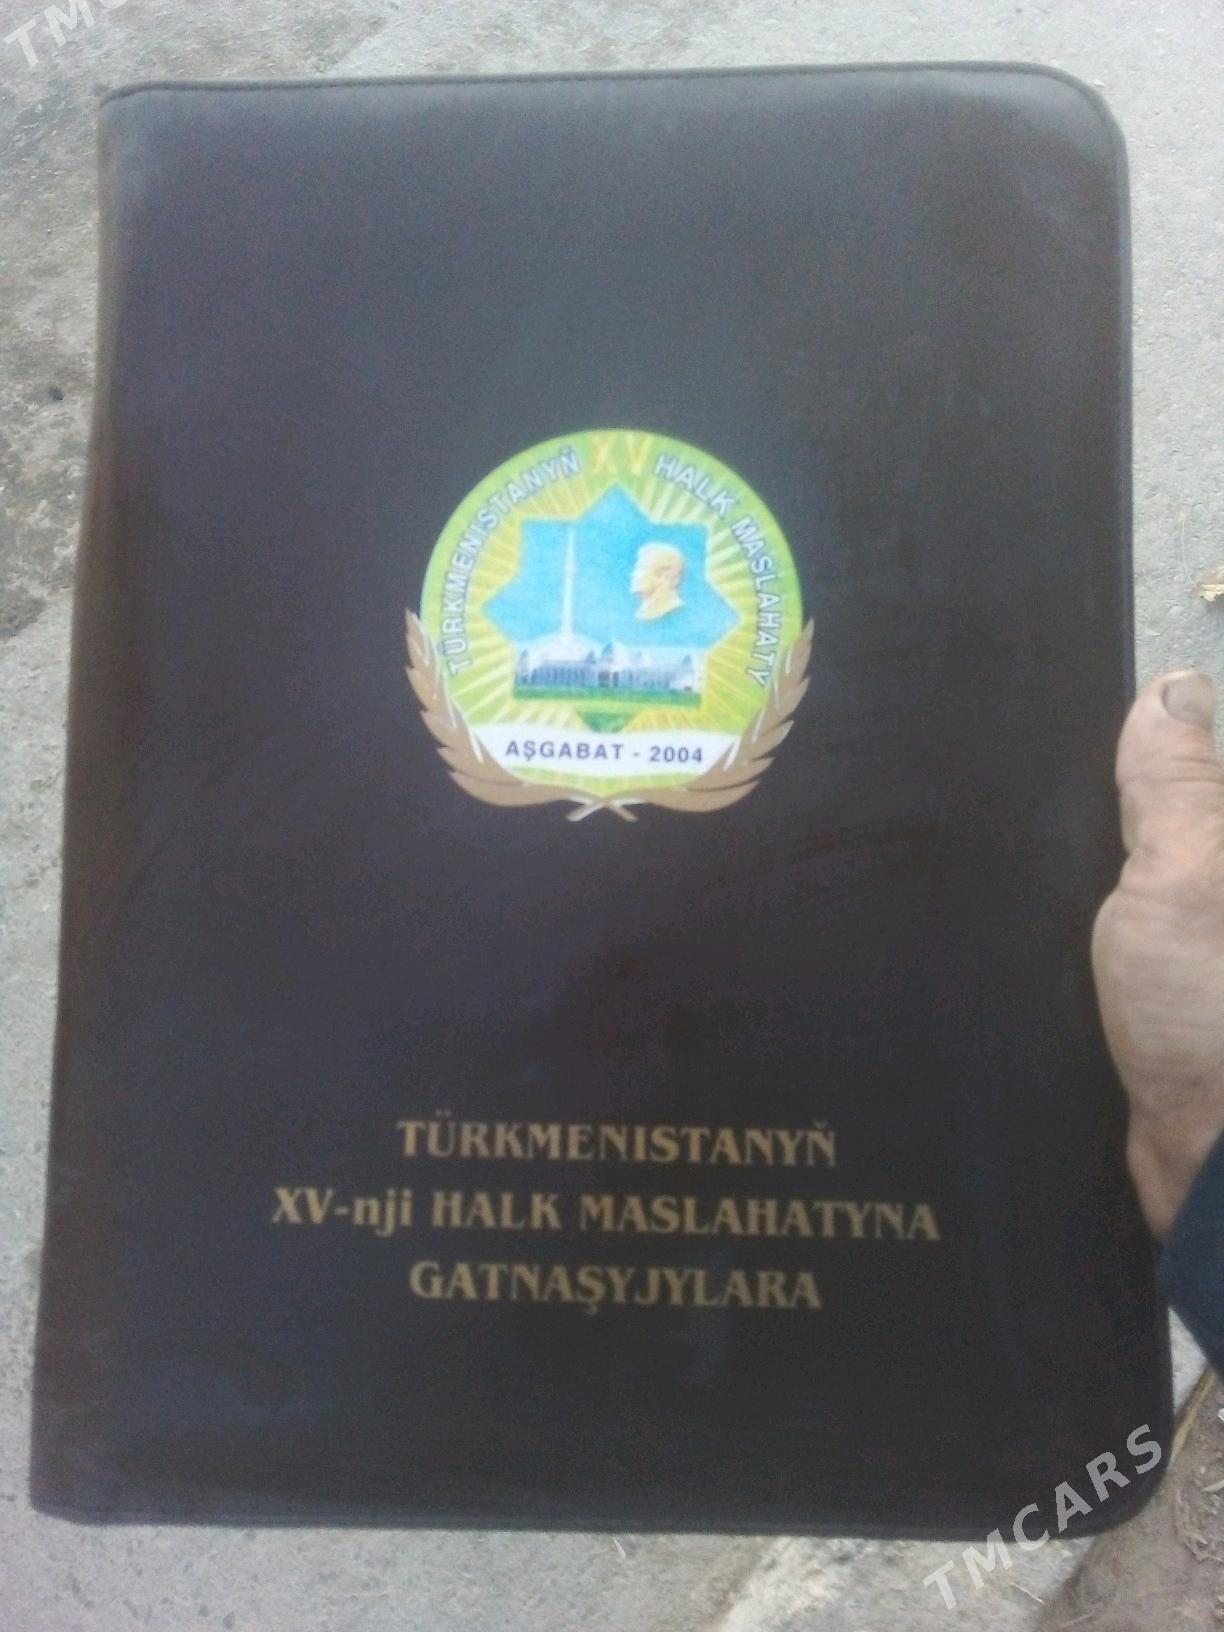 TÜRKMENISTANYŇ XV HALK MASLAHATY
AŞGABAT - 2004
TÜRKMENISTANYŇ
XV-nji HALK MASLAHATYNA
GATNAŞYJYLARA
TMCARS